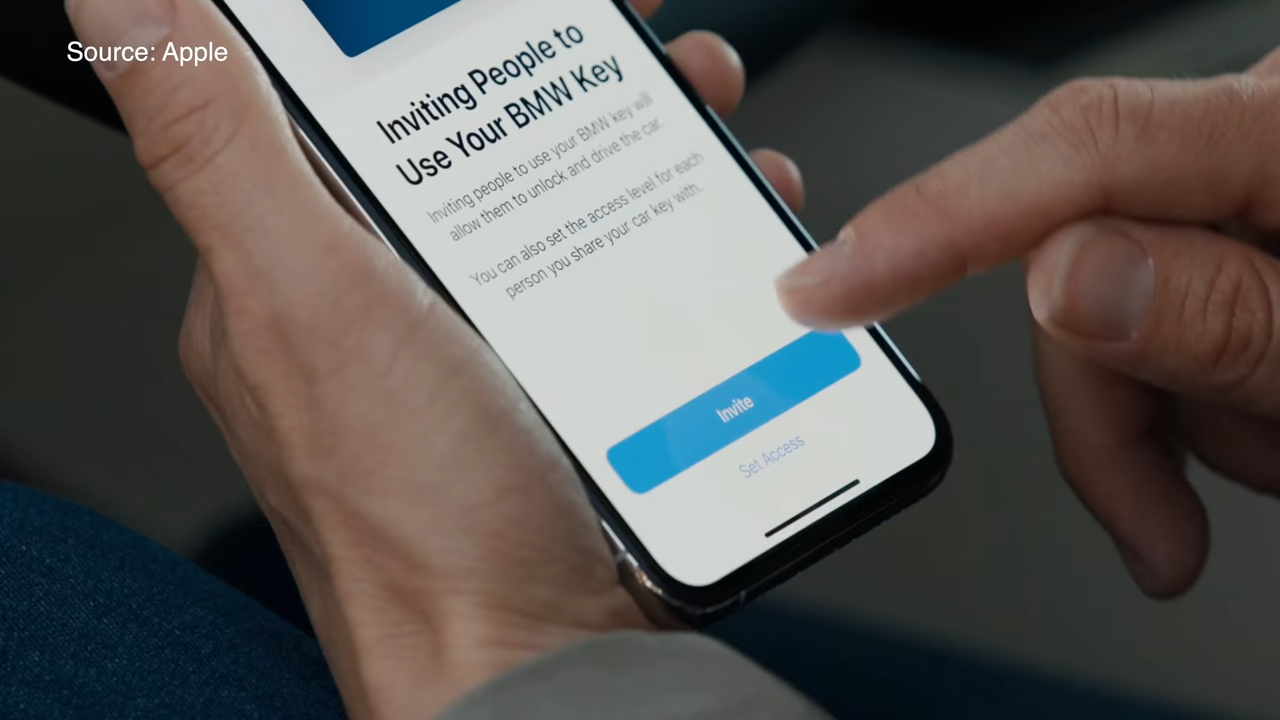 Source: Apple
Inviting People to
Use Your BMW Key
Inviting people to use your BMW key will
allow them to unlock and drive the car.
You can also set the access level for each
person you share your car key with.
Invite
Set Access